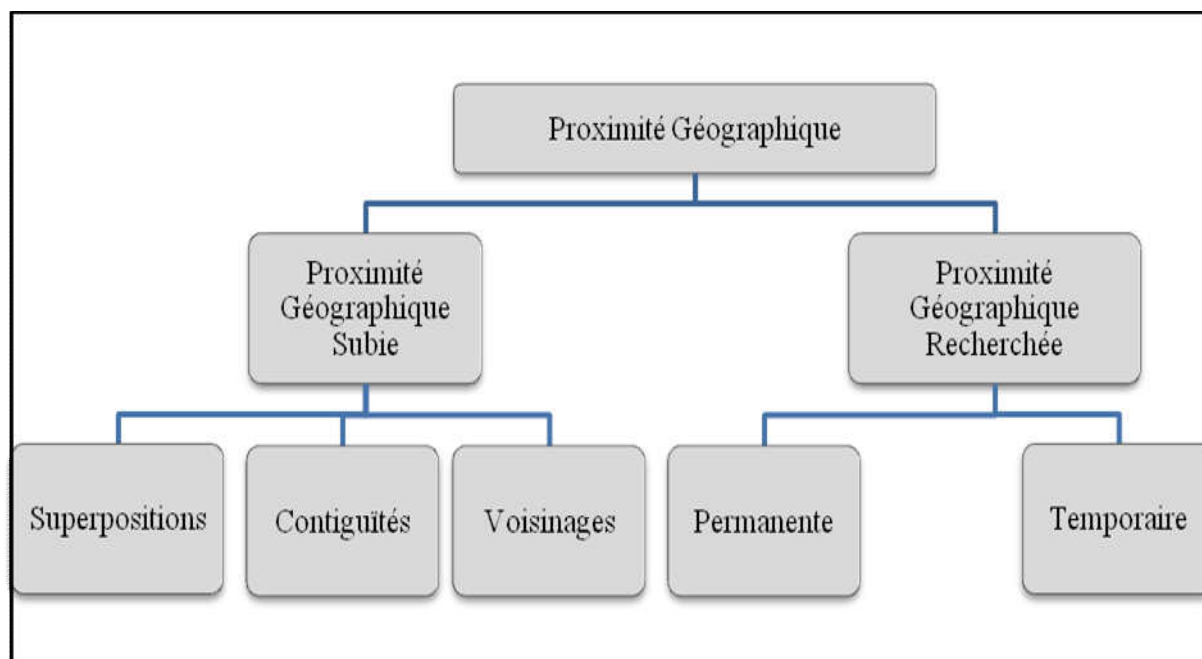 Proximité Géographique
Proximité
Géographique
Subie
Proximité
Géographique
Recherchée
Superpositions
Contiguïtés
Voisinages
Permanente
Temporaire